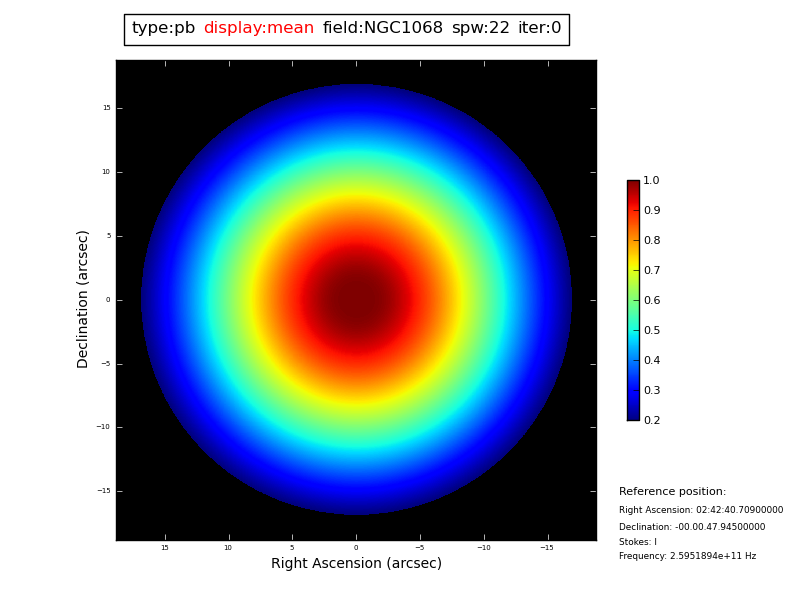 type:pb display:mean field:NGC1068 spw:22 iter:0
Declination (arcsec)
15
10
5
0
−5
−10
−15
15 10 5 0 −5 −10 −15
Right Ascension (arcsec)
1.0
0.9
0.8
0.7
0.6
0.5
0.4
0.3
0.2
Reference position:
Right Ascension: 02:42:40.70900000
Declination: -00.00.47.94500000
Stokes: I
Frequency: 2.5951894e+11 Hz